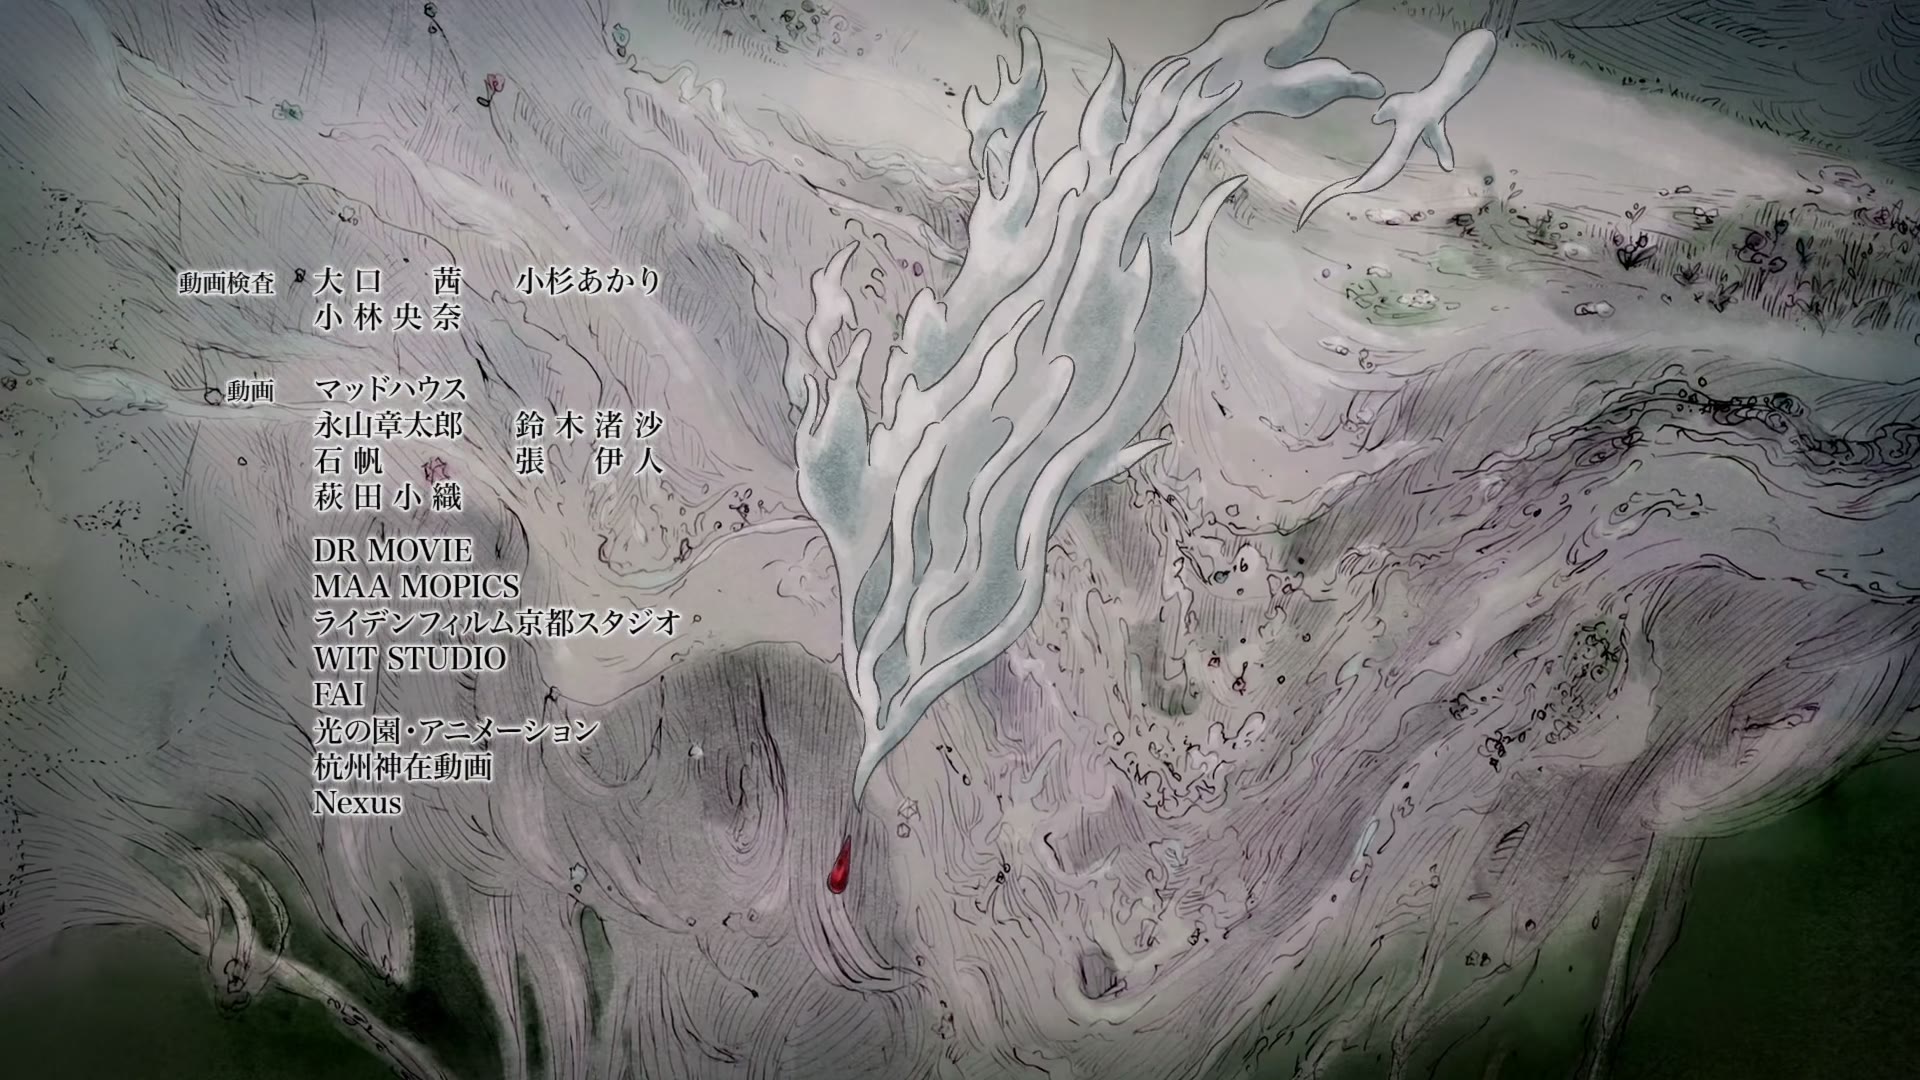 動画検査 大口 茜 小杉あかり
小林央奈
動画 マッドハウス
永山章太郎 鈴木渚沙
石帆 張 伊人
萩田小織
DR MOVIE
MAA MOPICS
ライデンフィルム京都スタジオ
WIT STUDIO
FAI
光の園・アニメーション
杭州神在動画
Nexus